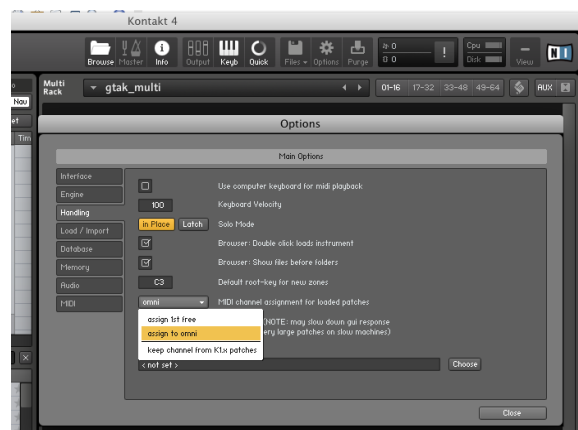 Kontakt 4
Browse Master Info Output Keyb Quick Files Options Purge
0
0 0
!
Cpu
Disk
View
NI
Multi
Rack
gtak_multi
01-16 17-32 33-48 49-64
AUX
Nav
et
Tim
Options
Main Options
Interface
Engine
Handling
Load / Import
Database
Memory
Audio
MIDI
Use computer keyboard for midi playback
100 Keyboard Velocity
in Place Latch Solo Mode
Browser: Double click loads instrument
Browser: Show files before folders
C3 Default root-key for new zones
omni MIDI channel assignment for loaded patches
assign 1st free
assign to omni
keep channel from K1.x patches
(NOTE: may slow down gui response
ery large patches on slow machines)
< not set > Choose
Close